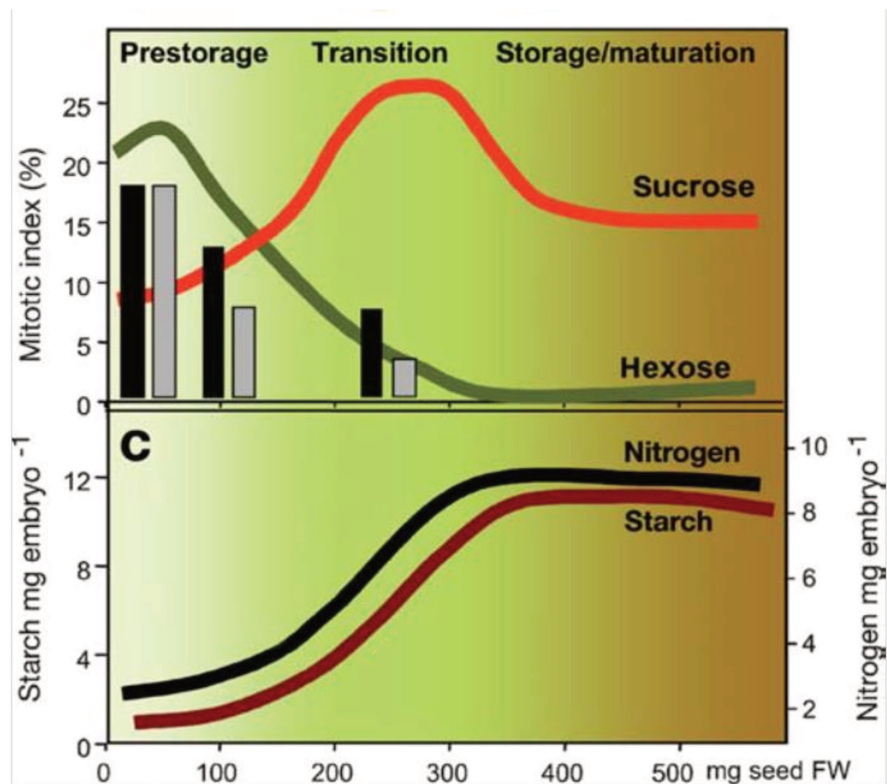 Prestorage Transition Storage/maturation
Mitotic index (%)
25
20
15
10
5
0
Sucrose
Hexose
C
Starch mg embryo⁻¹
12
8
4
0
Nitrogen
Starch
10
8
6
4
2
Nitrogen mg embryo⁻¹
0 100 200 300 400 500 mg seed FW